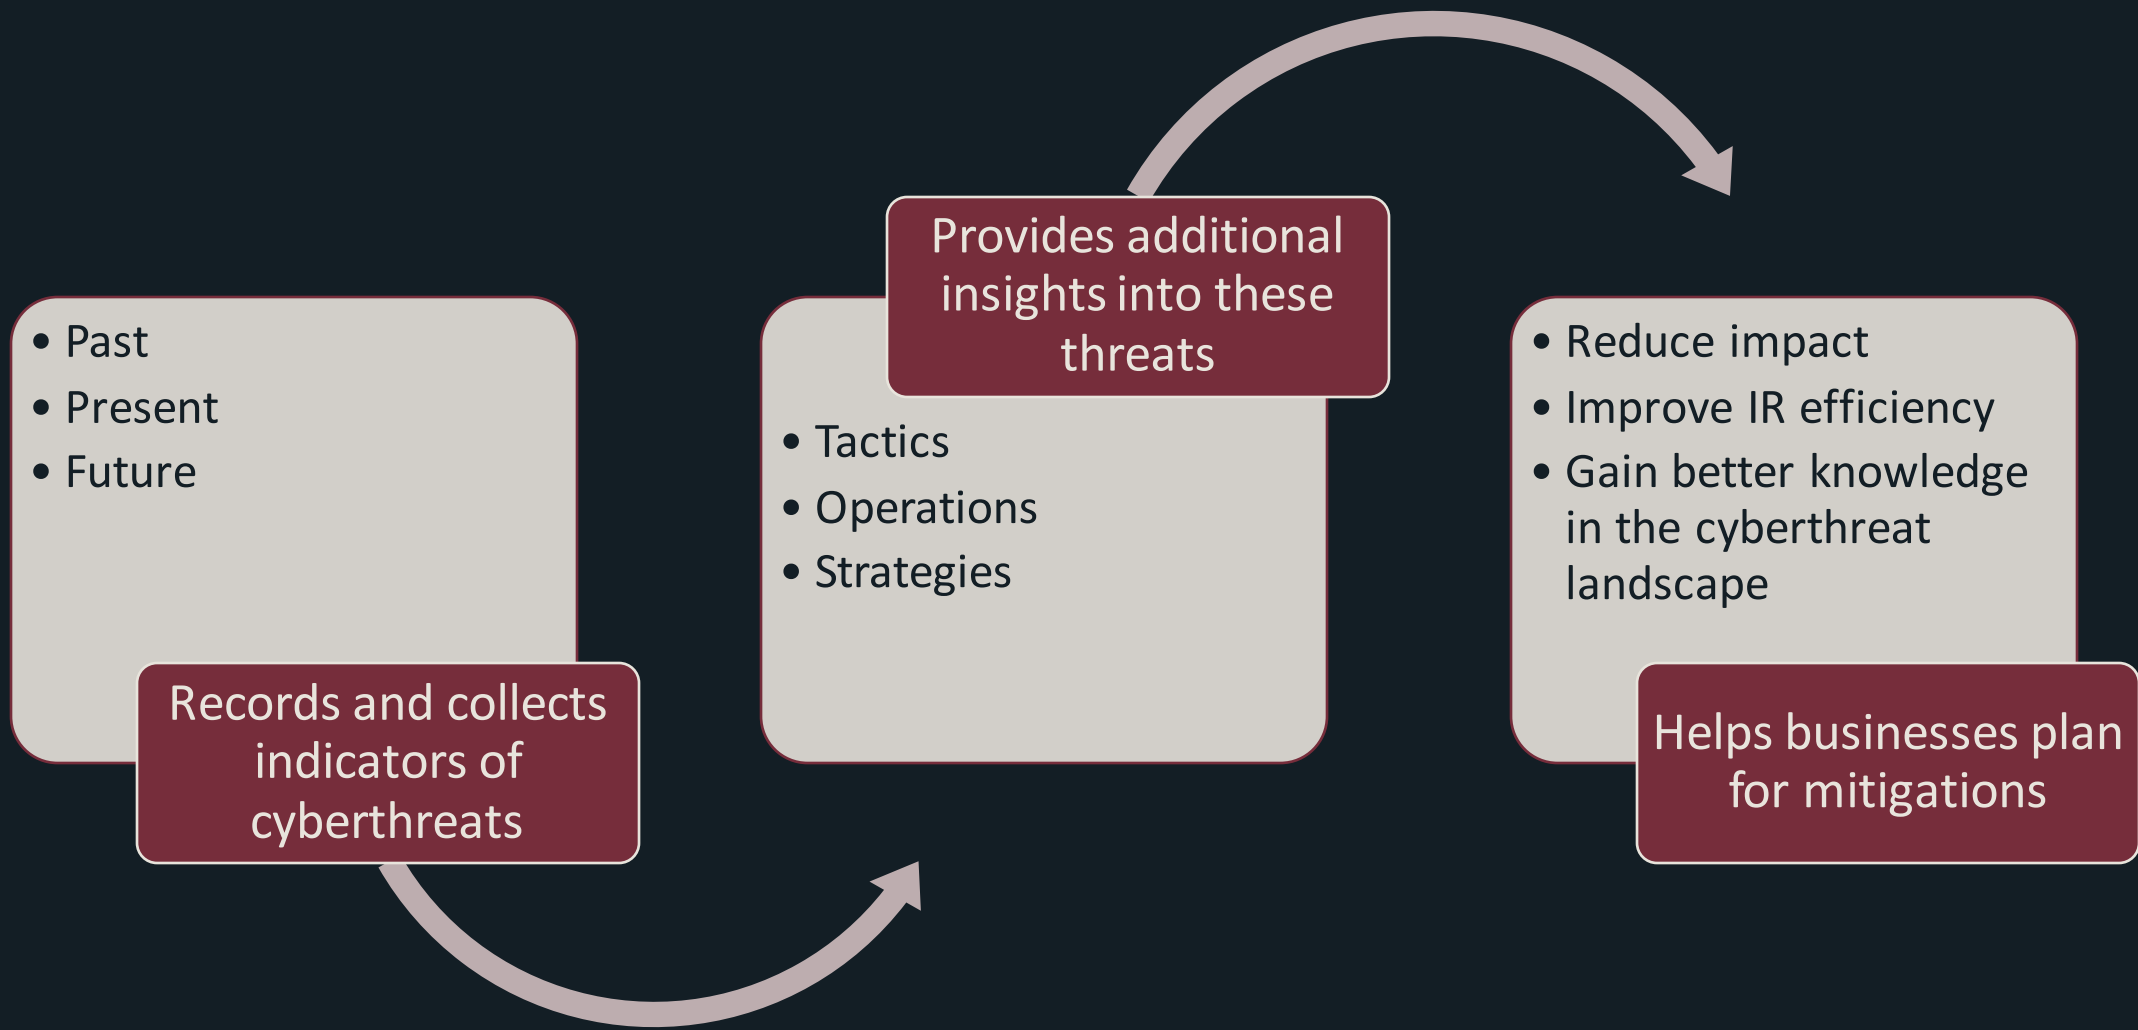 • Past
• Present
• Future
Records and collects
indicators of
cyberthreats
Provides additional
insights into these
threats
• Tactics
• Operations
• Strategies
• Reduce impact
• Improve IR efficiency
• Gain better knowledge
in the cyberthreat
landscape
Helps businesses plan
for mitigations